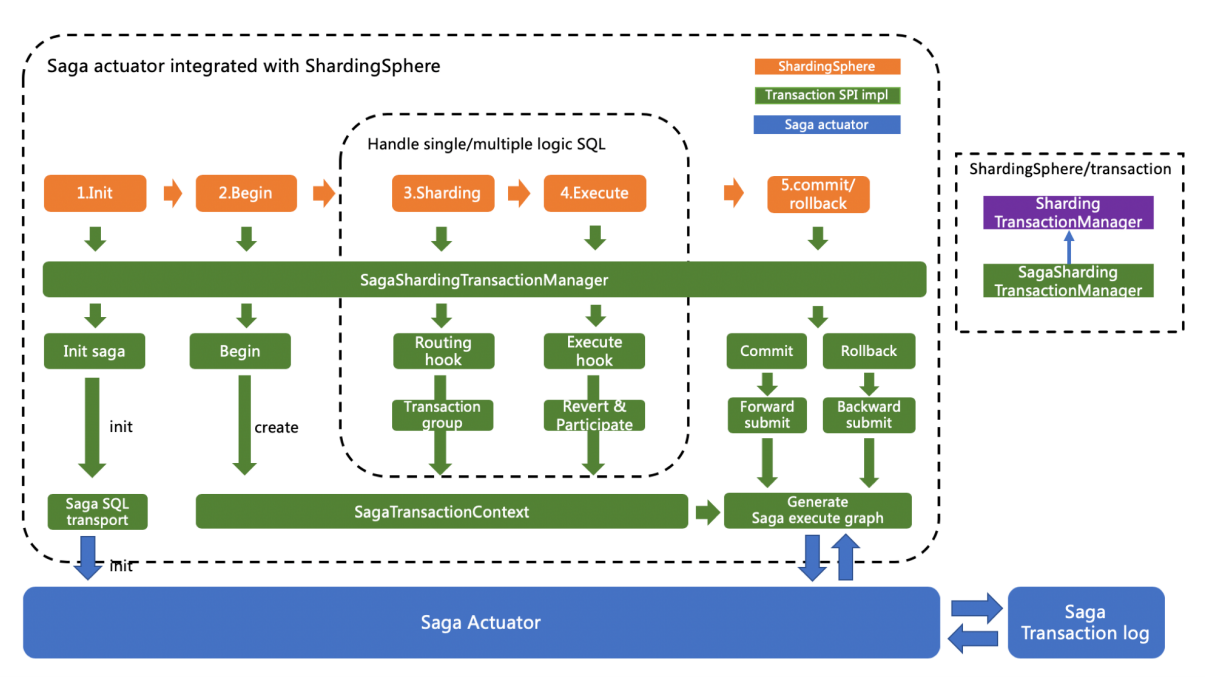 Saga actuator integrated with ShardingSphere
ShardingSphere
Transaction SPI impl
Saga actuator
Handle single/multiple logic SQL
1.Init
2.Begin
3.Sharding
4.Execute
5.commit/
rollback
SagaShardingTransactionManager
Init saga
Begin
Routing
hook
Execute
hook
Commit
Rollback
Transaction
group
Revert &
Participate
Forward
submit
Backward
submit
init
create
Saga SQL
transport
SagaTransactionContext
Generate
Saga execute graph
init
Saga Actuator
Saga
Transaction log
ShardingSphere/transaction
Sharding
TransactionManager
SagaSharding
TransactionManager